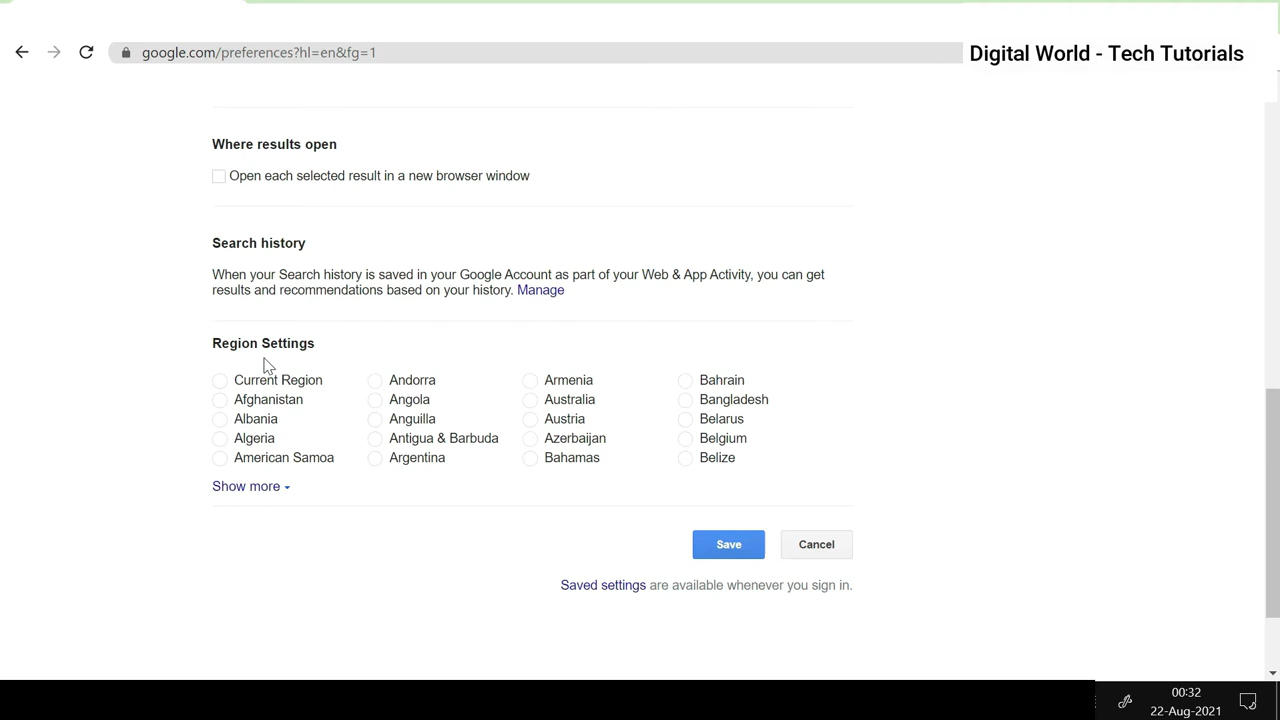 google.com/preferences?hl=en&fg=1
Digital World - Tech Tutorials
Where results open
Open each selected result in a new browser window
Search history
When your Search history is saved in your Google Account as part of your Web & App Activity, you can get
results and recommendations based on your history. Manage
Region Settings
Current Region Andorra Armenia Bahrain
Afghanistan Angola Australia Bangladesh
Albania Anguilla Austria Belarus
Algeria Antigua & Barbuda Azerbaijan Belgium
American Samoa Argentina Bahamas Belize
Show more
Save Cancel
Saved settings are available whenever you sign in.
00:32
22-Aug-2021